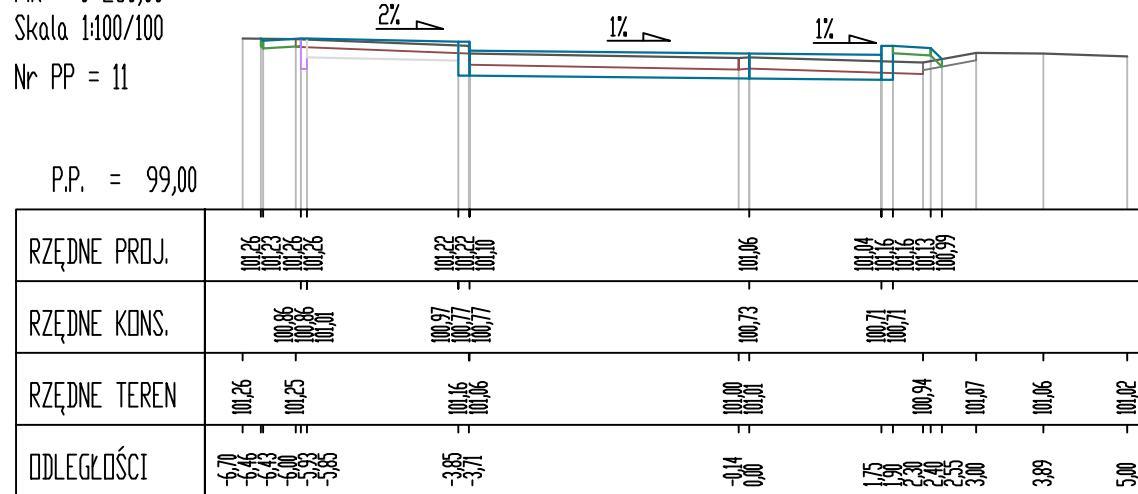 Skala 1:100/100
Nr PP = 11
2%
1%
1%
P.P. = 99,00
RZĘDNE PROJ. 101,26 101,23 101,26 101,26 101,22 101,22 101,10 101,06 101,04 101,16 101,16 101,13 100,99
RZĘDNE KONS. 100,86 100,86 101,01 100,97 100,77 100,77 100,73 100,71 100,71
RZĘDNE TEREN 101,26 101,25 101,16 101,06 101,00 101,01 100,94 101,07 101,06 101,02
ODLEGŁOŚCI -6,70 -6,46 -6,43 -6,00 -5,93 -5,85 -3,85 -3,71 -0,14 0,00 1,75 1,90 2,30 2,40 2,55 3,00 3,89 5,00